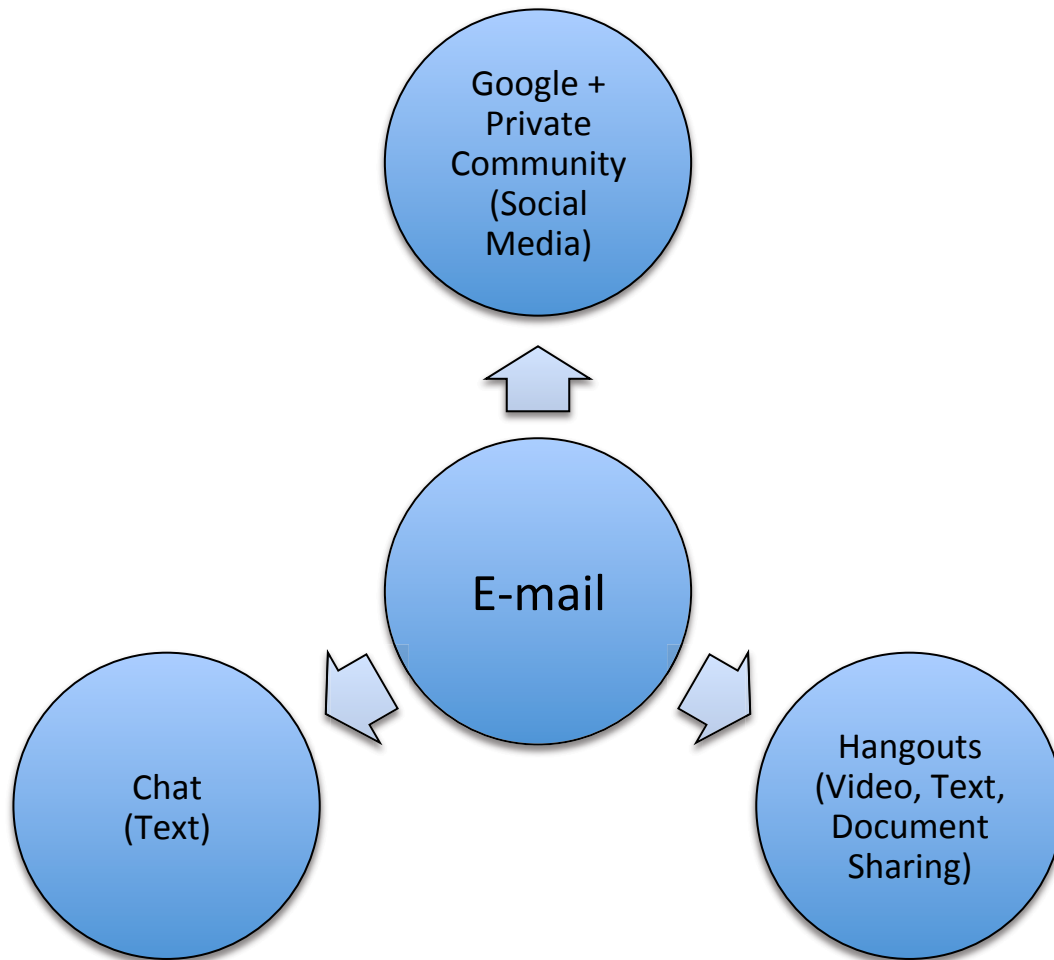 Google +
Private
Community
(Social
Media)
E-mail
Chat
(Text)
Hangouts
(Video, Text,
Document
Sharing)